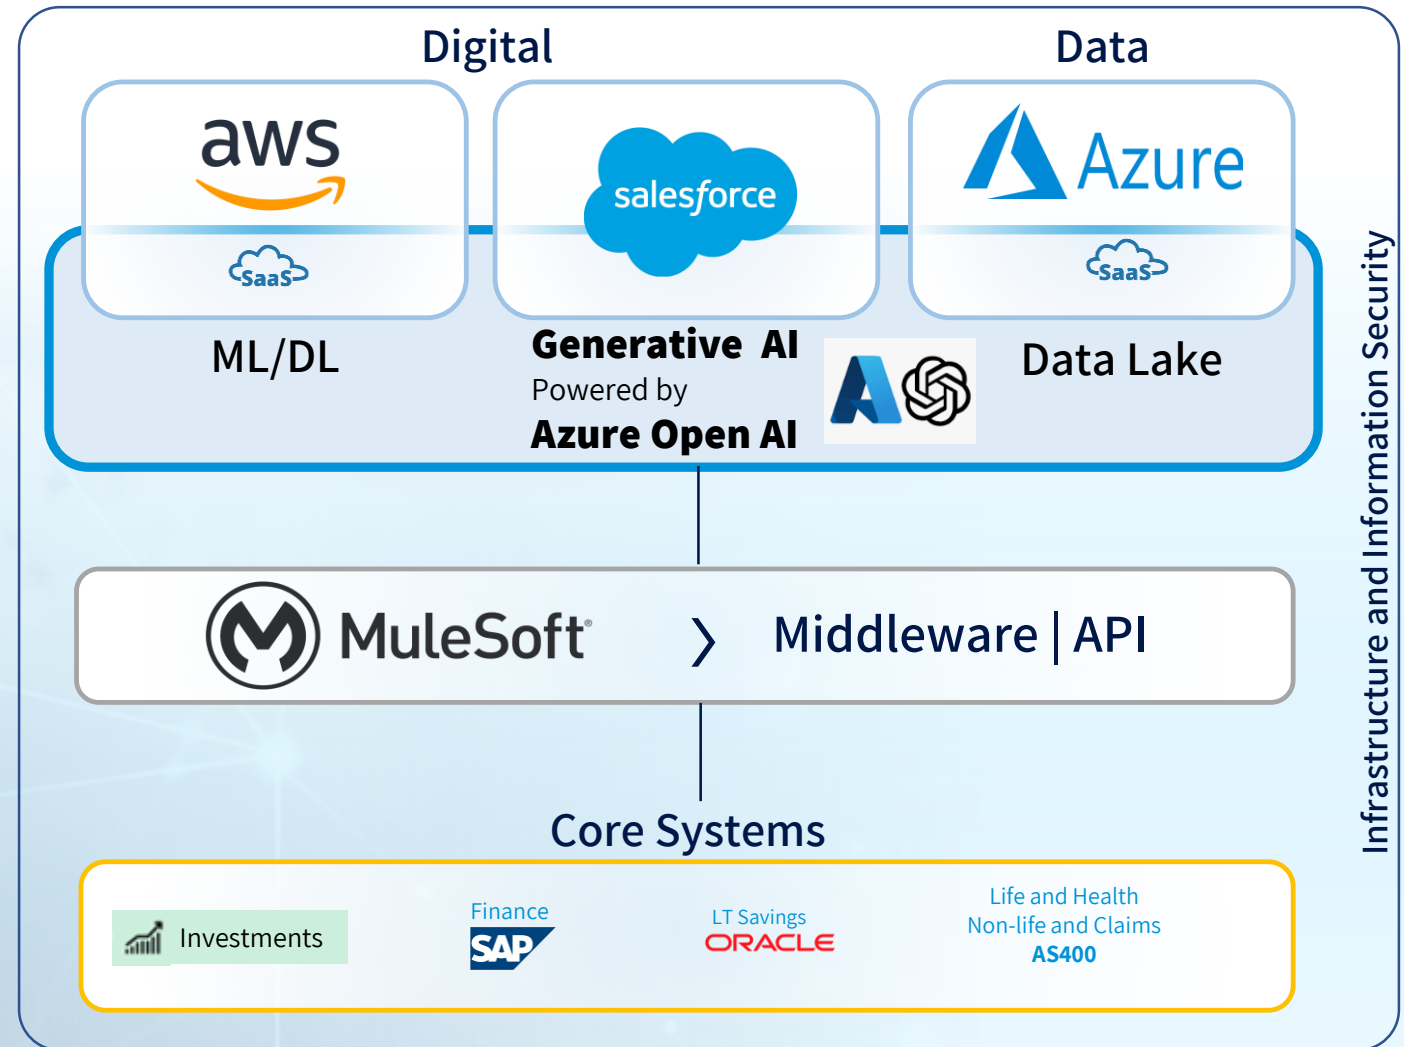 Digital
Data
aws
salesforce
Azure
SaaS
SaaS
ML/DL
Generative AI
Powered by
Azure Open AI
Data Lake
Infrastructure and Information Security
MuleSoft®
Middleware | API
Core Systems
Investments
Finance
SAP
LT Savings
ORACLE
Life and Health
Non-life and Claims
AS400